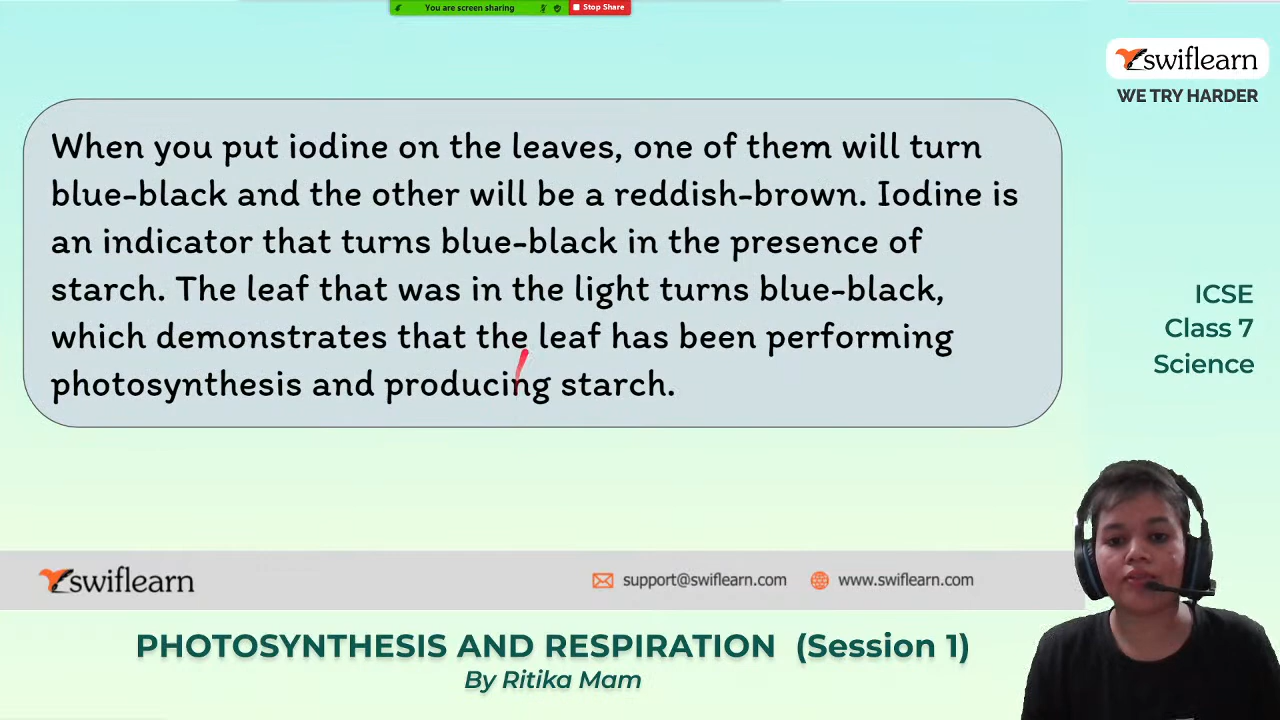 You are screen sharing
Stop Share
swiflearn
WE TRY HARDER
When you put iodine on the leaves, one of them will turn
blue-black and the other will be a reddish-brown. Iodine is
an indicator that turns blue-black in the presence of
starch. The leaf that was in the light turns blue-black,
which demonstrates that the leaf has been performing
photosynthesis and producing starch.
ICSE
Class 7
Science
swiflearn
support@swiflearn.com
www.swiflearn.com
PHOTOSYNTHESIS AND RESPIRATION (Session 1)
By Ritika Mam